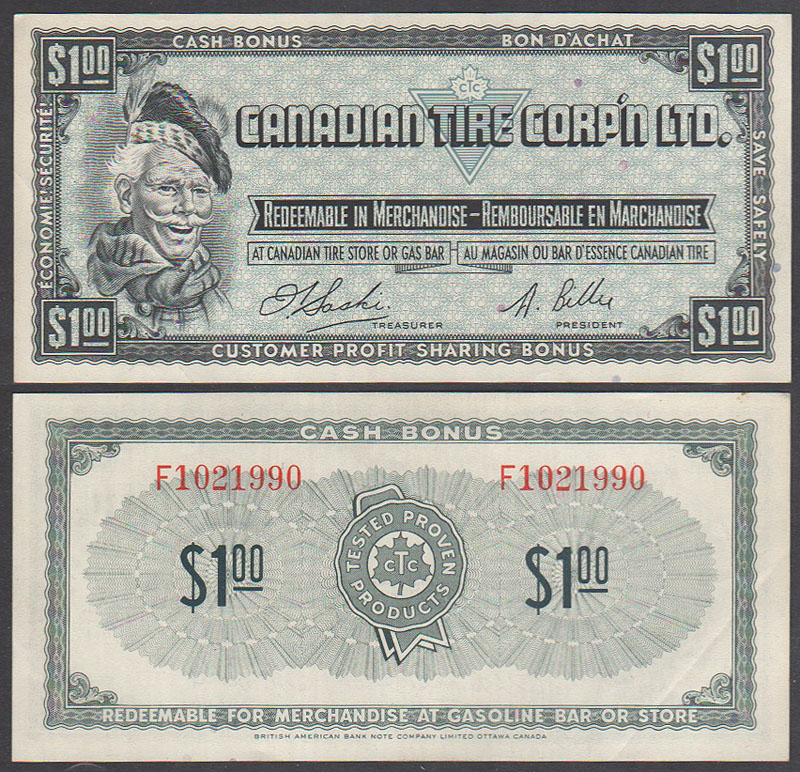 CASH BONUS BON D'ACHAT
$1.00 $1.00
CTC
CANADIAN TIRE CORP'N LTD.
ÉCONOMIE! SÉCURITÉ!
SAVE SAFELY
REDEEMABLE IN MERCHANDISE-REMBOURSABLE EN MARCHANDISE
AT CANADIAN TIRE STORE OR GAS BAR AU MAGASIN OU BAR D'ESSENCE CANADIAN TIRE
TREASURER PRESIDENT
$1.00 $1.00
CUSTOMER PROFIT SHARING BONUS
CASH BONUS
F1021990 F1021990
TESTED PROVEN
$1.00 CTC $1.00
PRODUCTS
REDEEMABLE FOR MERCHANDISE AT GASOLINE BAR OR STORE
BRITISH AMERICAN BANK NOTE COMPANY LIMITED OTTAWA CANADA